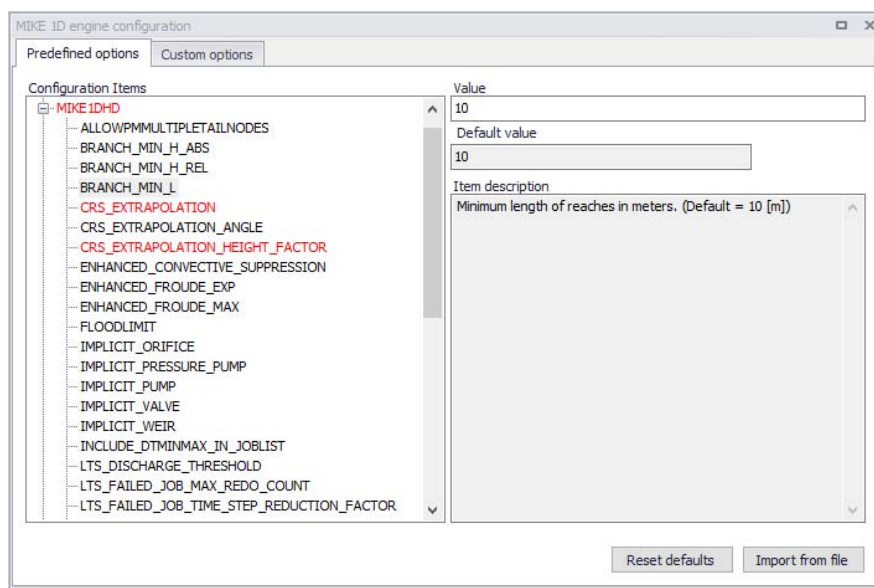 MIKE 1D engine configuration
Predefined options
Custom options
Configuration Items
MIKE1DHD
ALLOWPMMULTIPLETAILNODES
BRANCH_MIN_H_ABS
BRANCH_MIN_H_REL
BRANCH_MIN_L
CRS_EXTRAPOLATION
CRS_EXTRAPOLATION_ANGLE
CRS_EXTRAPOLATION_HEIGHT_FACTOR
ENHANCED_CONVECTIVE_SUPPRESSION
ENHANCED_FROUDE_EXP
ENHANCED_FROUDE_MAX
FLOODLIMIT
IMPLICIT_ORIFICE
IMPLICIT_PRESSURE_PUMP
IMPLICIT_PUMP
IMPLICIT_VALVE
IMPLICIT_WEIR
INCLUDE_DTMINMAX_IN_JOBLIST
LTS_DISCHARGE_THRESHOLD
LTS_FAILED_JOB_MAX_REDO_COUNT
LTS_FAILED_JOB_TIME_STEP_REDUCTION_FACTOR
Value
10
Default value
10
Item description
Minimum length of reaches in meters. (Default = 10 [m])
Reset defaults
Import from file